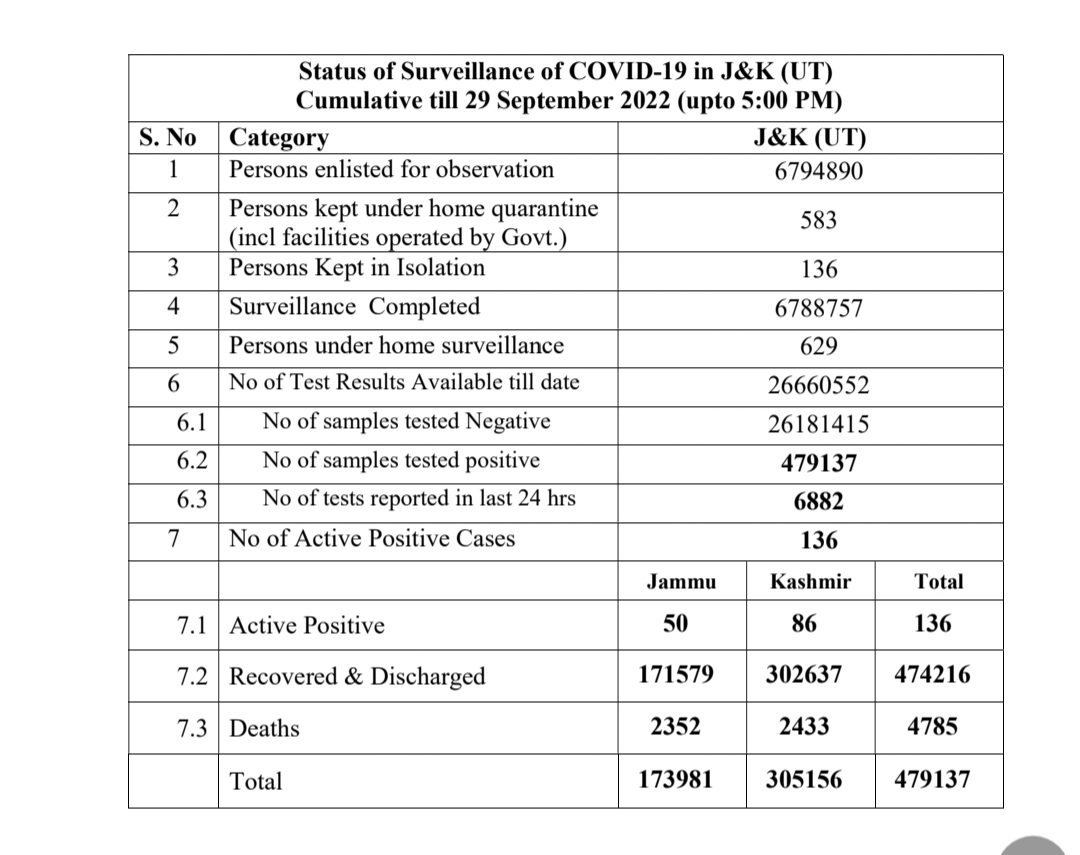 Status of Surveillance of COVID-19 in J&K (UT)
Cumulative till 29 September 2022 (upto 5:00 PM)
S. No Category J&K (UT)
1 Persons enlisted for observation 6794890
2 Persons kept under home quarantine
(incl facilities operated by Govt.) 583
3 Persons Kept in Isolation 136
4 Surveillance Completed 6788757
5 Persons under home surveillance 629
6 No of Test Results Available till date 26660552
6.1 No of samples tested Negative 26181415
6.2 No of samples tested positive 479137
6.3 No of tests reported in last 24 hrs 6882
7 No of Active Positive Cases 136
Jammu Kashmir Total
7.1 Active Positive 50 86 136
7.2 Recovered & Discharged 171579 302637 474216
7.3 Deaths 2352 2433 4785
Total 173981 305156 479137